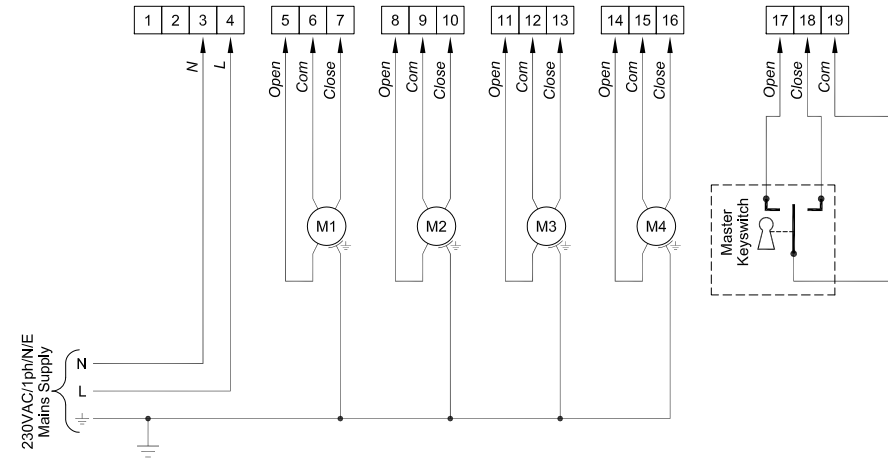 1 2 3 4 5 6 7 8 9 10 11 12 13 14 15 16 17 18 19
N L Open Com Close Open Com Close Open Com Close Open Com Close Open Close Com
M1 M2 M3 M4
Master
Keyswitch
230VAC/1ph/N/E
Mains Supply
N
L